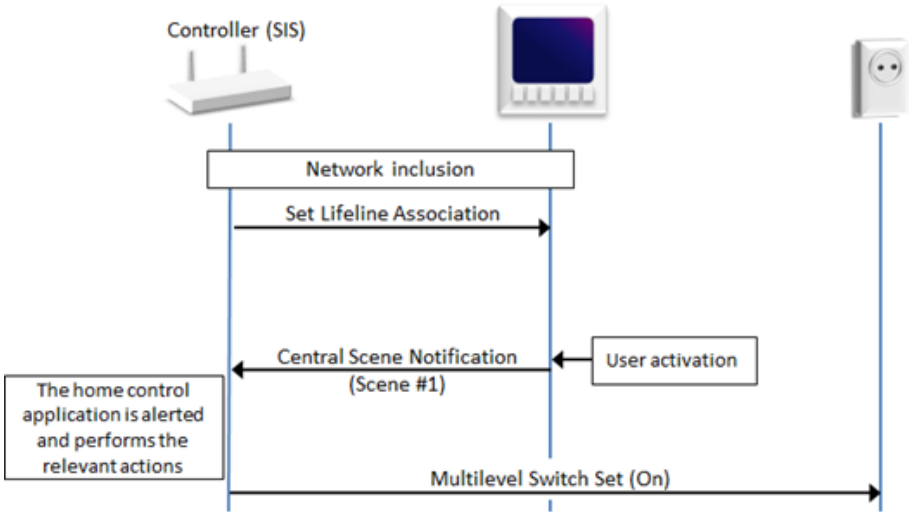 Controller (SIS)
Network inclusion
Set Lifeline Association
Central Scene Notification
(Scene #1)
User activation
The home control
application is alerted
and performs the
relevant actions
Multilevel Switch Set (On)